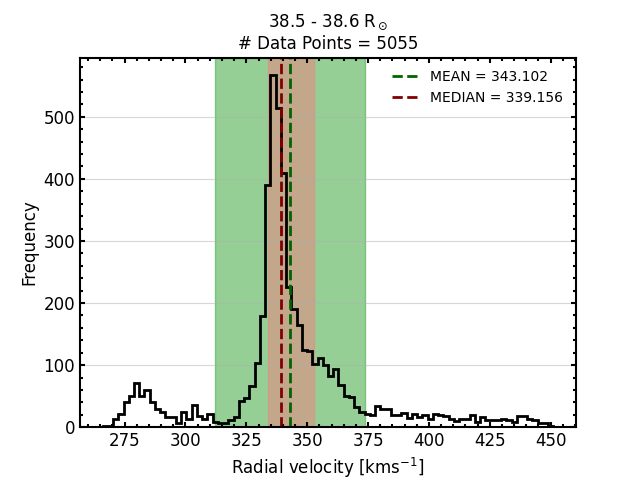 38.5 - 38.6 R⊙
# Data Points = 5055
MEAN = 343.102
MEDIAN = 339.156
Frequency
500
400
300
200
100
0
275 300 325 350 375 400 425 450
Radial velocity [kms⁻¹]